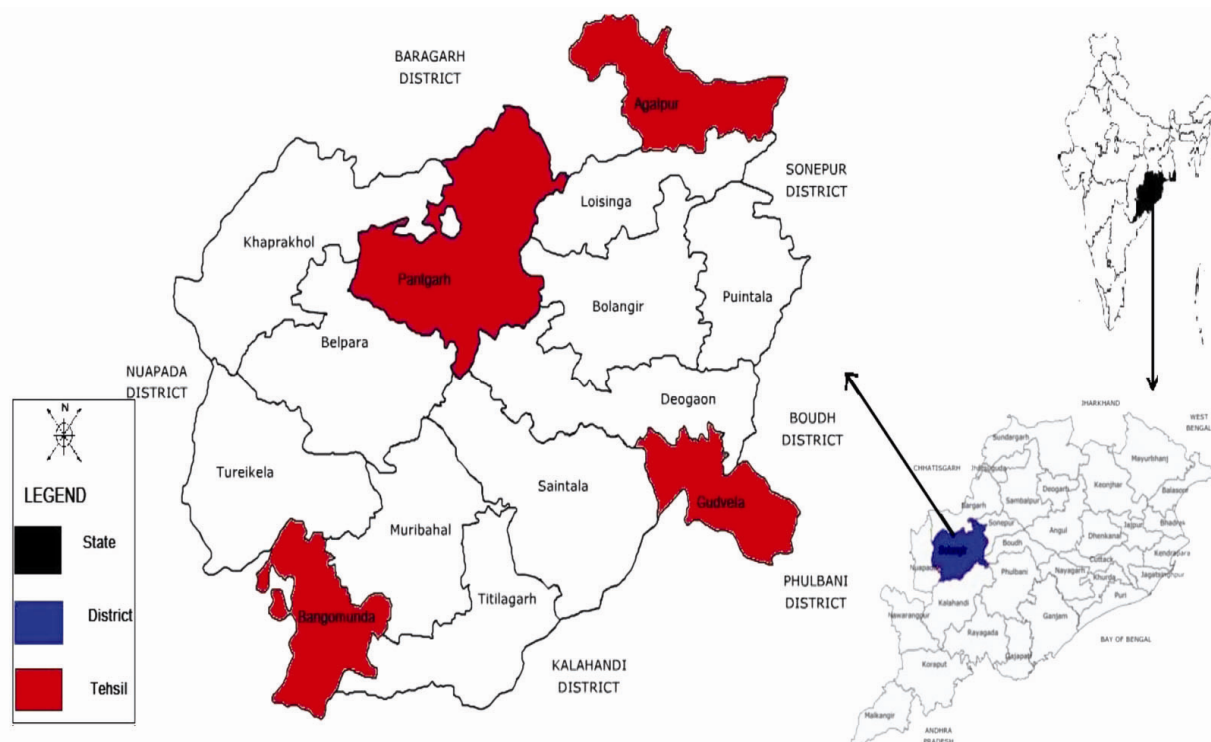 BARAGARH
DISTRICT
Agalpur
SONEPUR
DISTRICT
Loisinga
Khaprakhol
Panigarh
Bolangir
Puintala
Belpara
NUAPADA
DISTRICT
Deogaon
BOUDH
DISTRICT
Tureikela
Saintala
Gudvela
Muribahal
PHULBANI
DISTRICT
Titilagarh
Bangomunda
KALAHANDI
DISTRICT
N
LEGEND
State
District
Tehsil
JHARKHAND
WEST
BENGAL
Sundargarh
Mayurbhanj
CHHATISGARH
Deogarh
Keonjhar
Balasore
Sambalpur
Bargarh
Sonepur
Angul
Jajpur
Bhadrak
Dhenkanal
Boudh
Kendrapara
Cuttack
Nuapada
Phulbani
Nayagarh
Jagatsinghpur
Khurda
Puri
Kalahandi
Ganjam
Nawarangpur
Rayagada
BAY OF BENGAL
Gajapati
Koraput
Malkangiri
ANDHRA
PRADESH